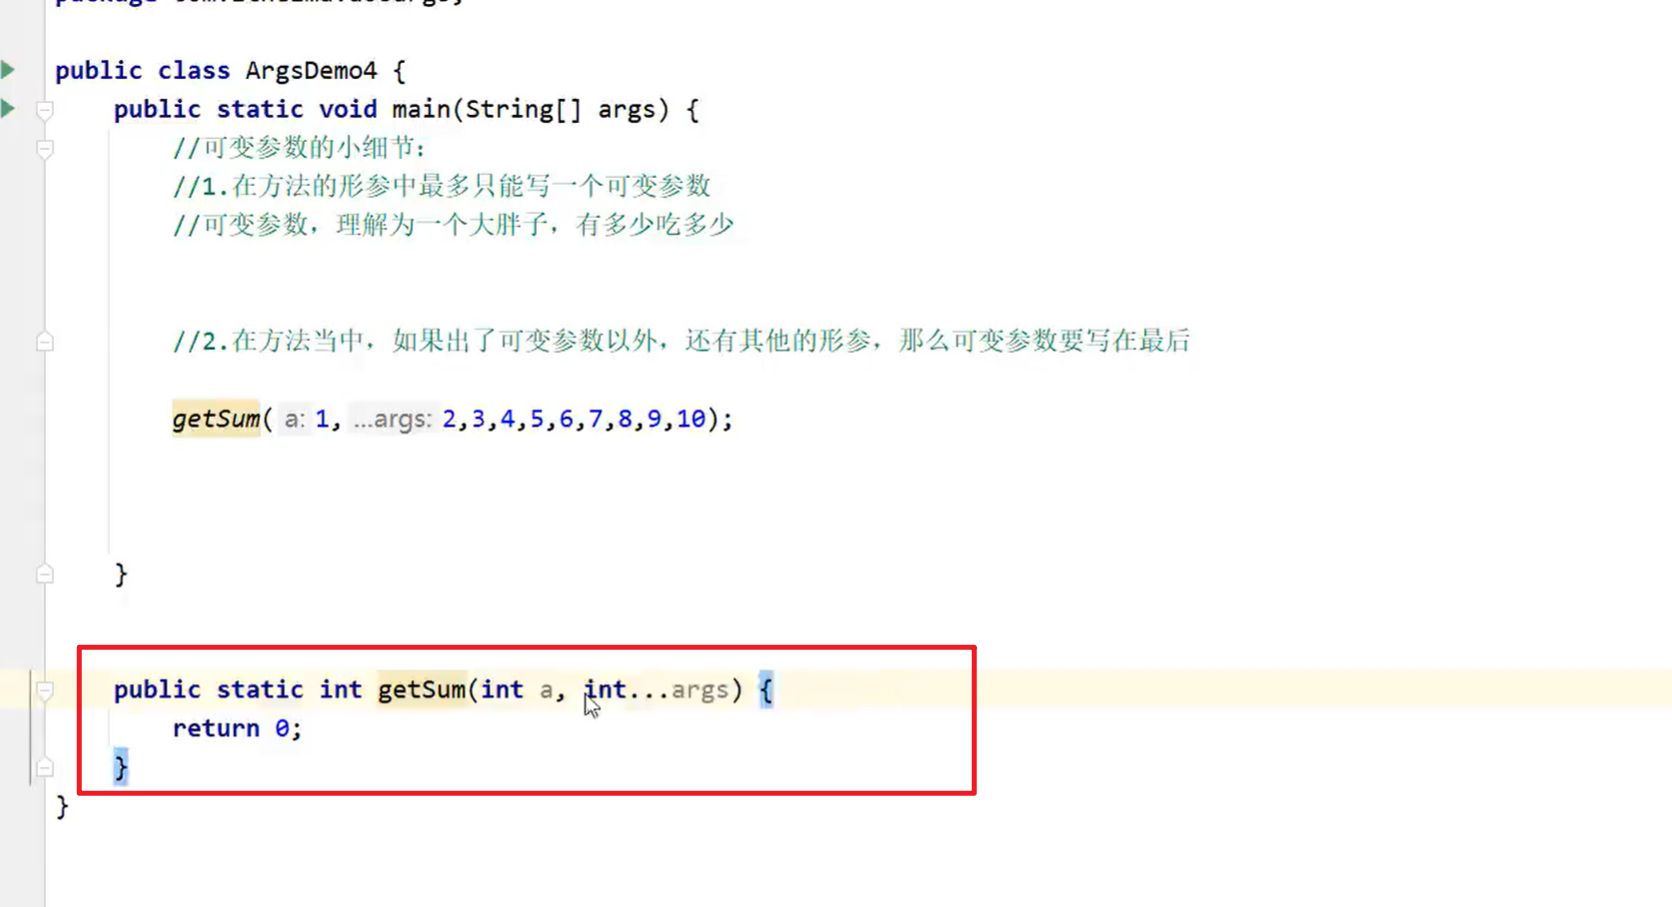 public class ArgsDemo4 {
public static void main(String[] args) {
//可变参数的小细节:
//1.在方法的形参中最多只能写一个可变参数
//可变参数，理解为一个大胖子，有多少吃多少
//2.在方法当中，如果出了可变参数以外，还有其他的形参，那么可变参数要写在最后
getSum( a: 1, ...args: 2,3,4,5,6,7,8,9,10);
}
public static int getSum(int a, int...args) {
return 0;
}
}